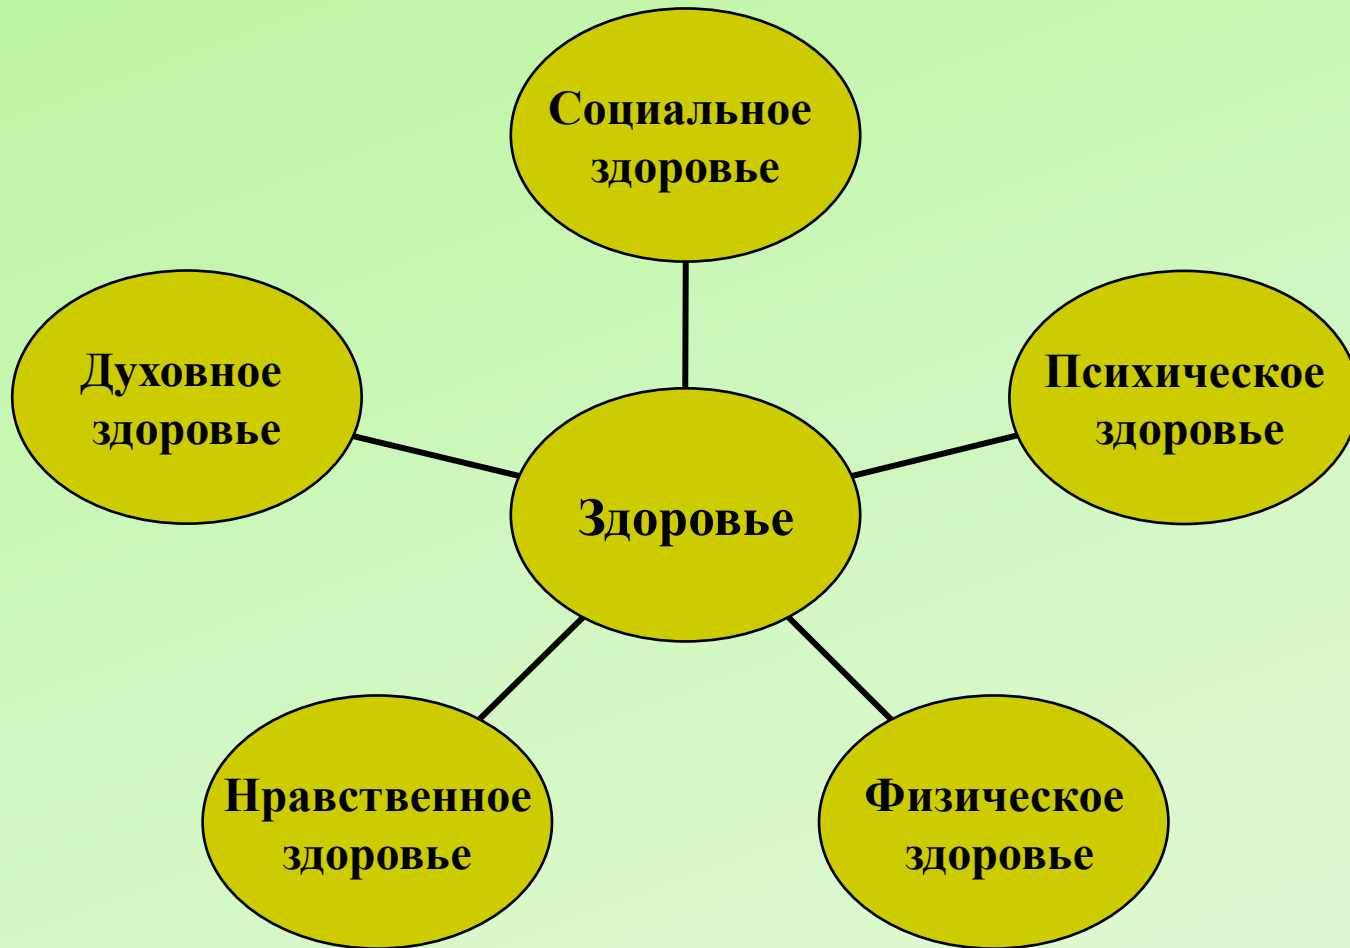 Социальное
здоровье
Духовное
здоровье
Психическое
здоровье
Здоровье
Нравственное
здоровье
Физическое
здоровье